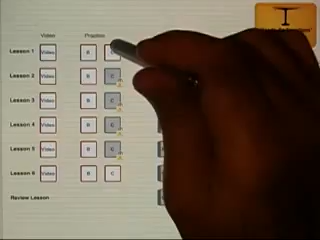 Video Practice
Lesson 1 Video R
Lesson 2 Video R C
Lesson 3 Video R C
Lesson 4 Video R C
Lesson 5 Video R C
Lesson 6 Video R C
Review Lesson